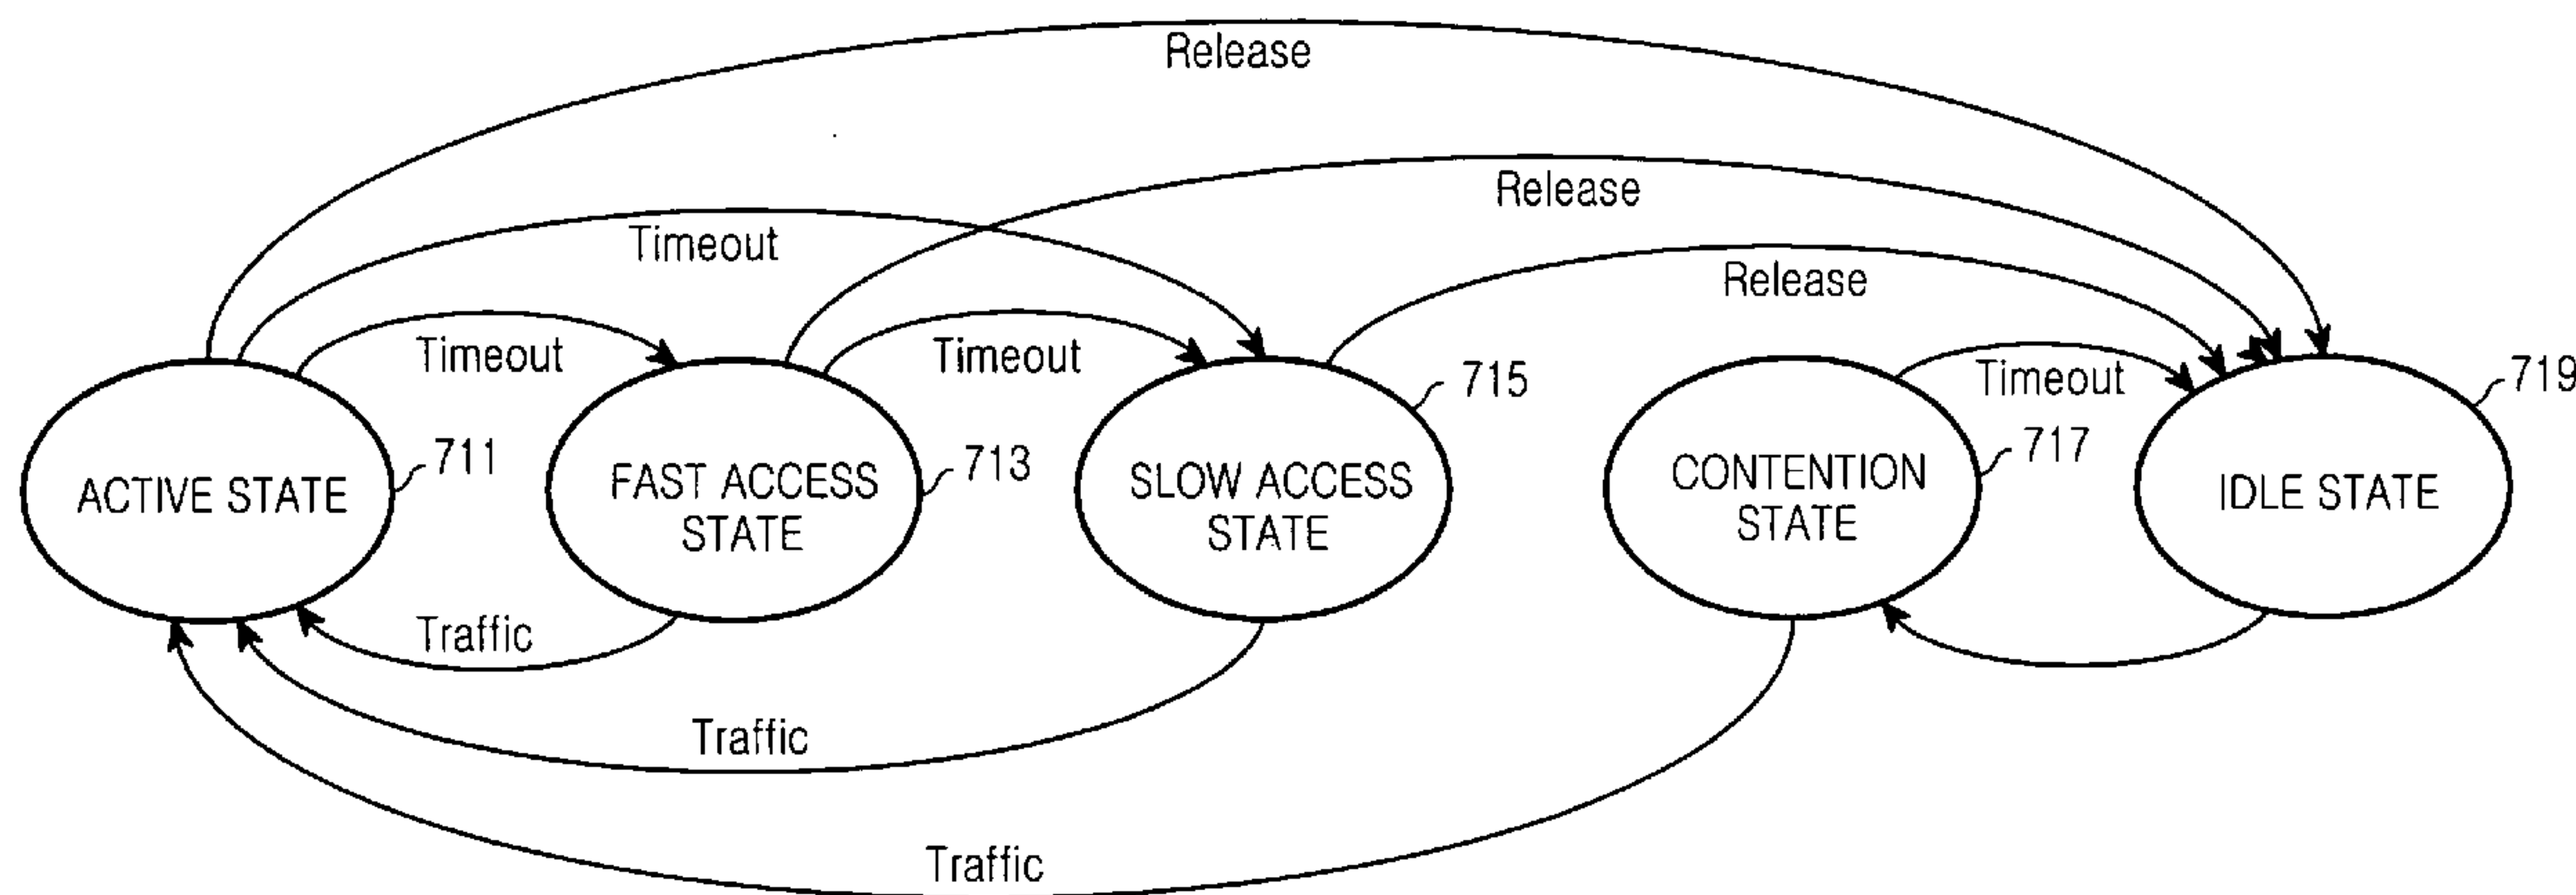 Release
Release
Timeout
Release
Timeout
Timeout
Timeout
715
719
711
713
717
ACTIVE STATE
FAST ACCESS
STATE
SLOW ACCESS
STATE
CONTENTION
STATE
IDLE STATE
Traffic
Traffic
Traffic